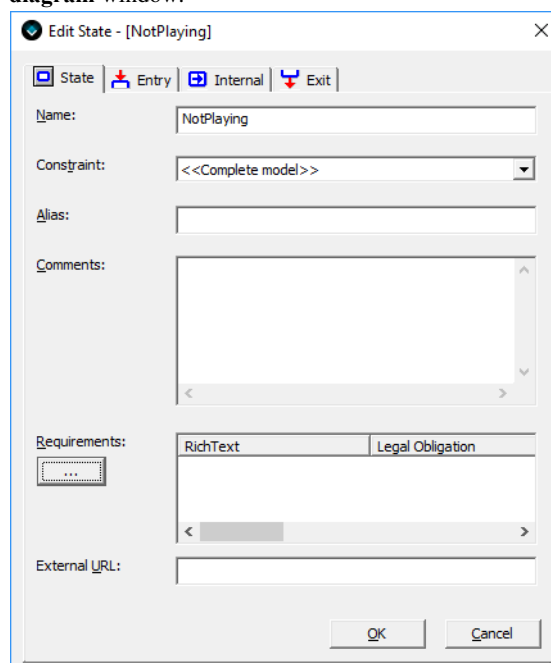 diagram window.
Edit State - [NotPlaying]
State Entry Internal Exit
Name: NotPlaying
Constraint: <<Complete model>>
Alias:
Comments:
Requirements: RichText Legal Obligation
...
External URL:
OK Cancel